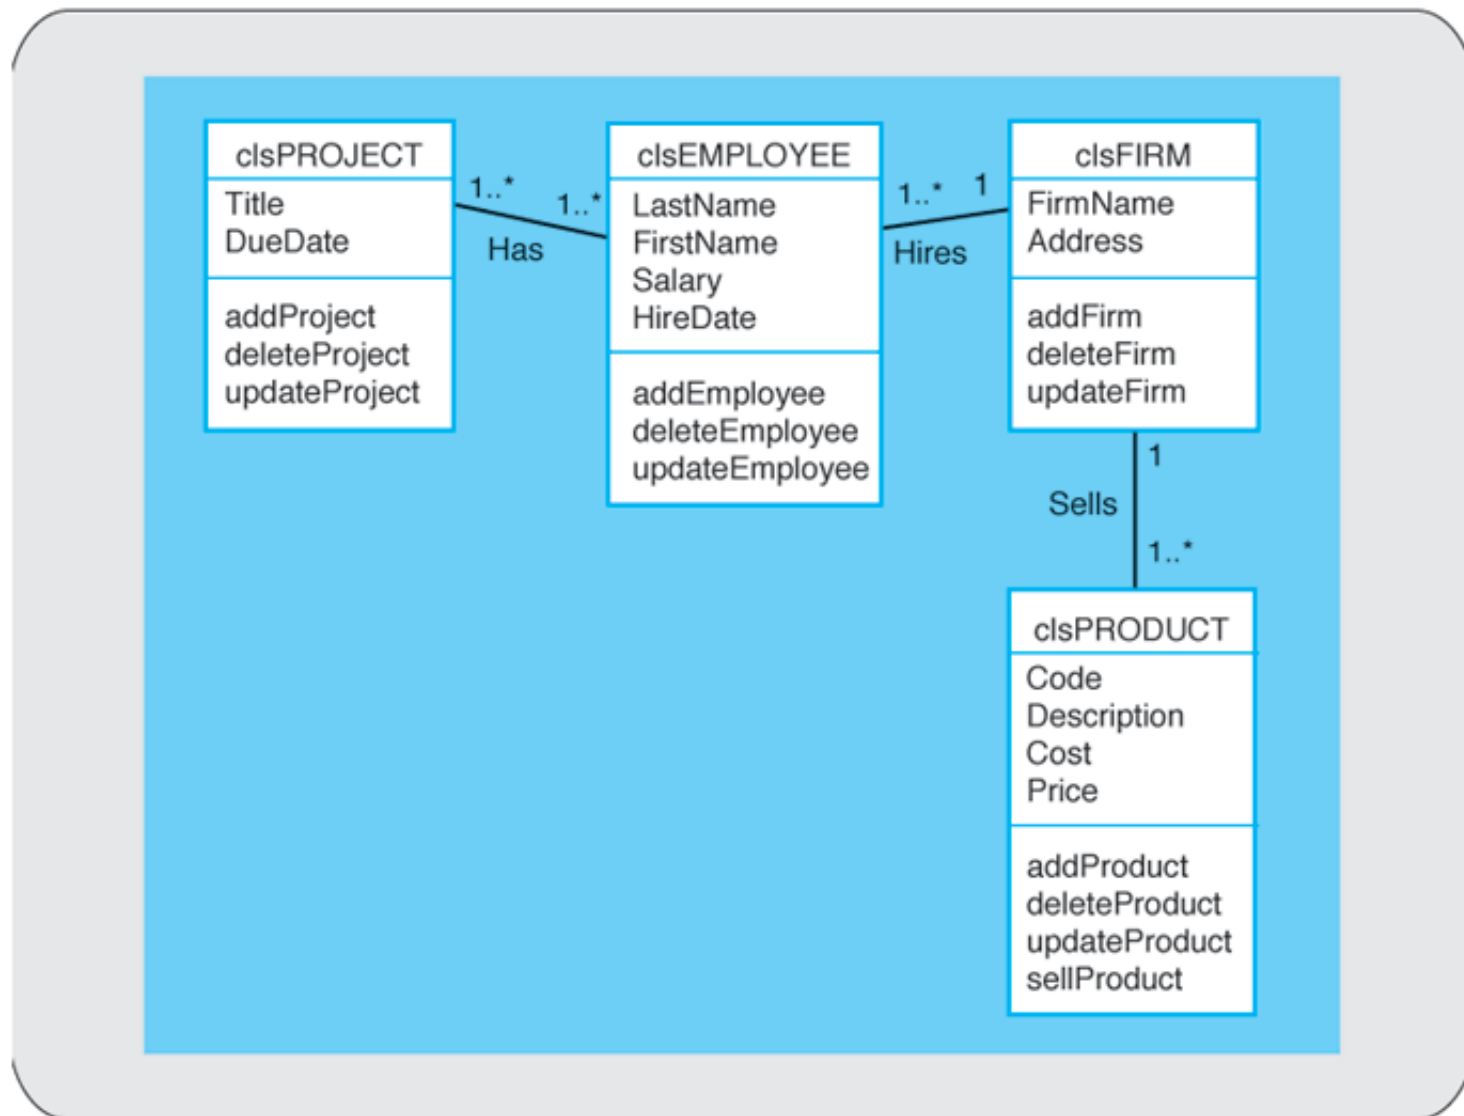 clsPROJECT
Title
DueDate
addProject
deleteProject
updateProject
1..*
1..*
Has
clsEMPLOYEE
LastName
FirstName
Salary
HireDate
addEmployee
deleteEmployee
updateEmployee
1..*
1
Hires
clsFIRM
FirmName
Address
addFirm
deleteFirm
updateFirm
1
Sells
1..*
clsPRODUCT
Code
Description
Cost
Price
addProduct
deleteProduct
updateProduct
sellProduct